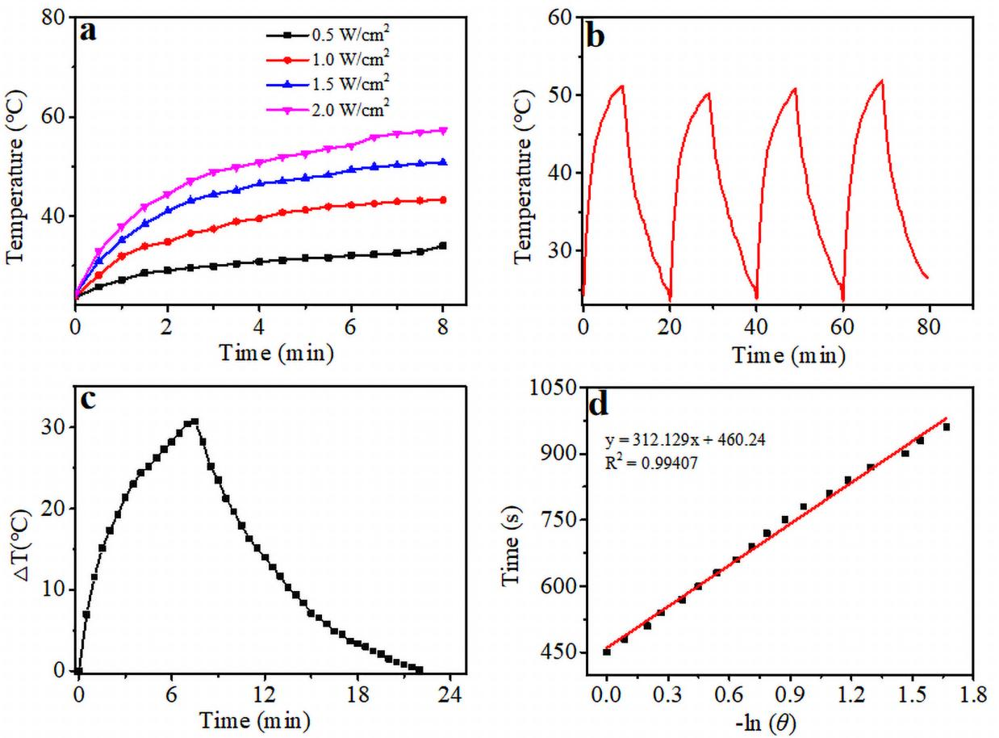 a
0.5 W/cm²
1.0 W/cm²
1.5 W/cm²
2.0 W/cm²
80
60
40
Temperature (℃)
0 2 4 6 8
Time (min)
b
60
50
40
30
Temperature (℃)
0 20 40 60 80
Time (min)
c
30
20
10
0
△T(℃)
0 6 12 18 24
Time (min)
d
y = 312.129x + 460.24
R² = 0.99407
1050
900
750
600
450
Time (s)
0.0 0.3 0.6 0.9 1.2 1.5 1.8
-ln (θ)